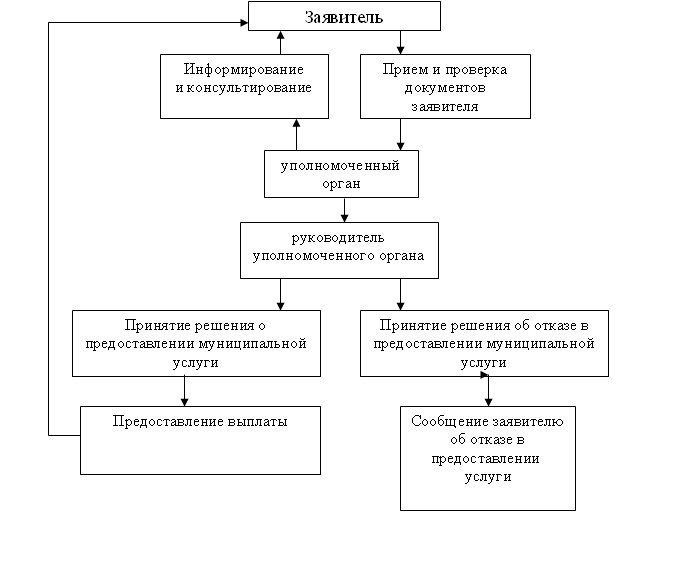 Заявитель
Информирование
и консультирование
Прием и проверка
документов
заявителя
уполномоченный
орган
руководитель
уполномоченного органа
Принятие решения о
предоставлении муниципальной
услуги
Принятие решения об отказе в
предоставлении муниципальной
услуги
Предоставление выплаты
Сообщение заявителю
об отказе в
предоставлении
услуги